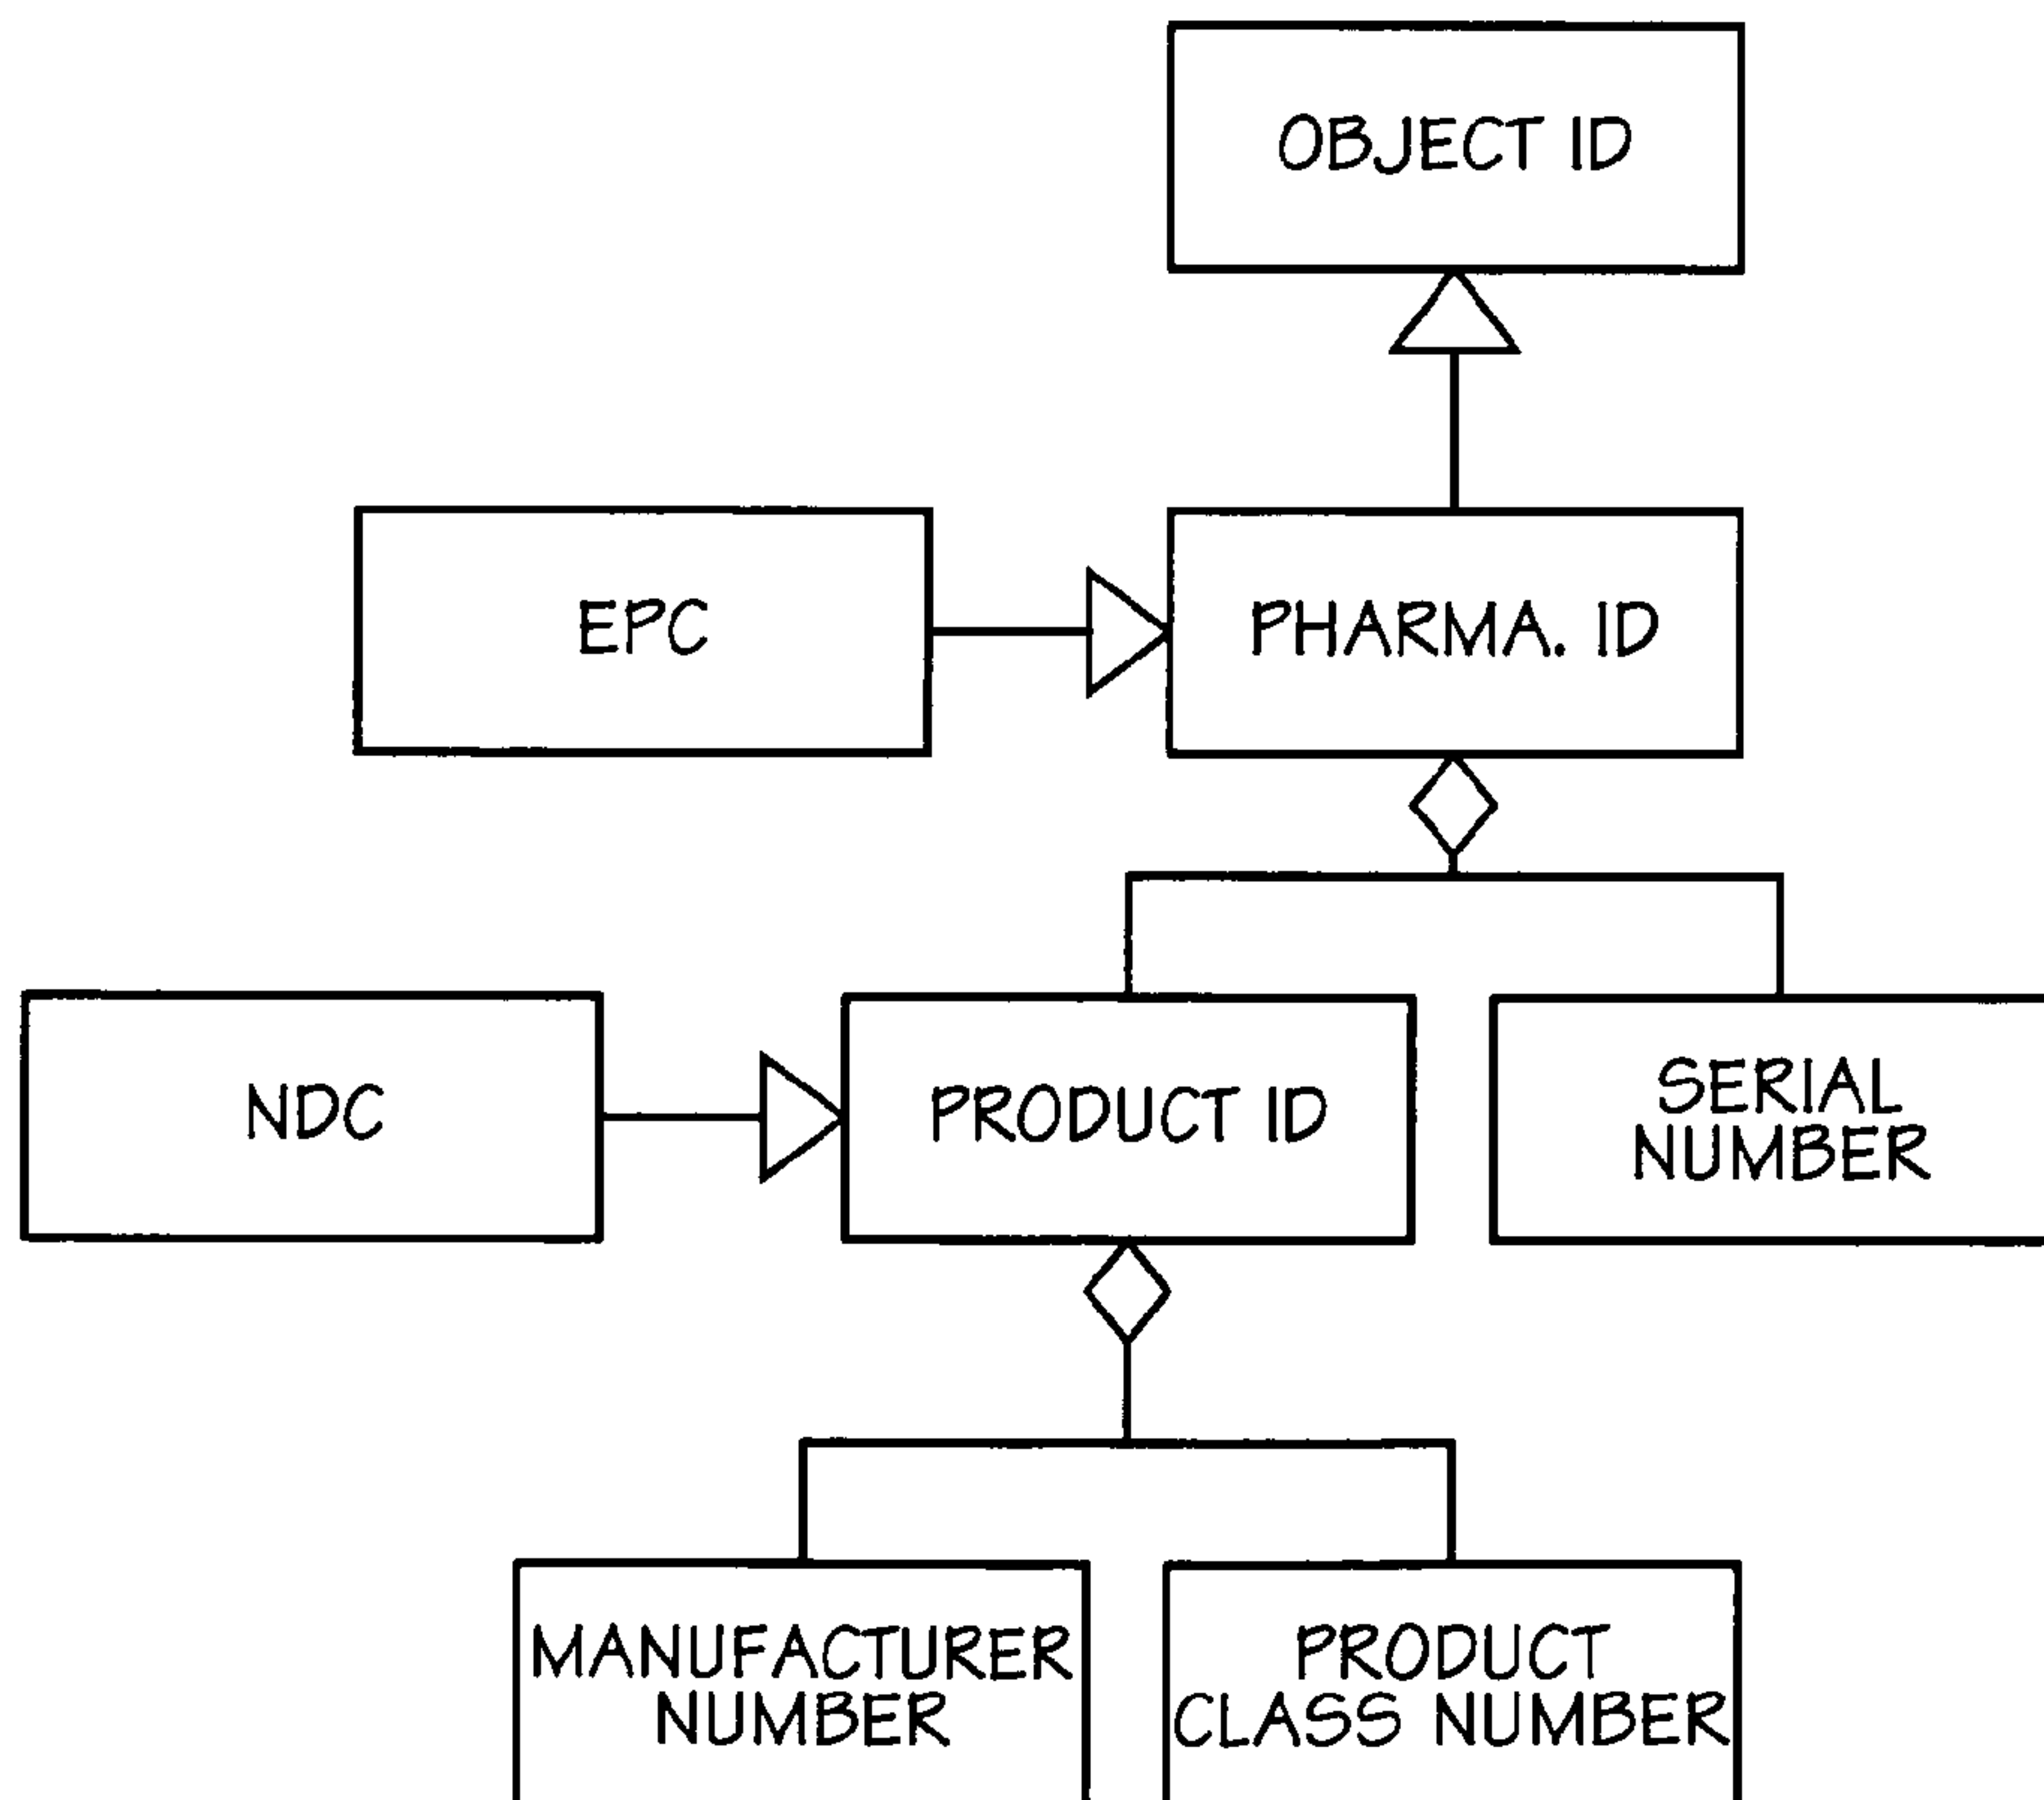 OBJECT ID
EPC
PHARMA. ID
NDC
PRODUCT ID
SERIAL
NUMBER
MANUFACTURER
NUMBER
PRODUCT
CLASS NUMBER